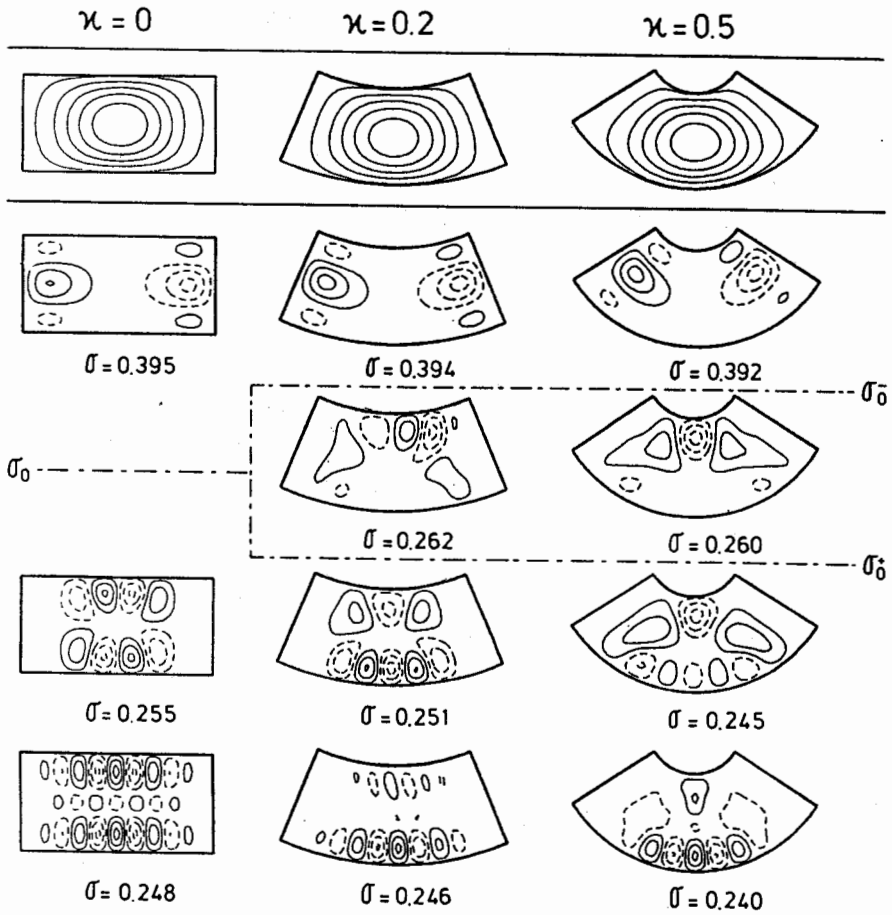 ϰ = 0 ϰ = 0.2 ϰ = 0.5
σ = 0.395 σ = 0.394 σ = 0.392
σ₀⁻
σ₀
σ = 0.262 σ = 0.260
σ₀⁺
σ = 0.255 σ = 0.251 σ = 0.245
σ = 0.248 σ = 0.246 σ = 0.240